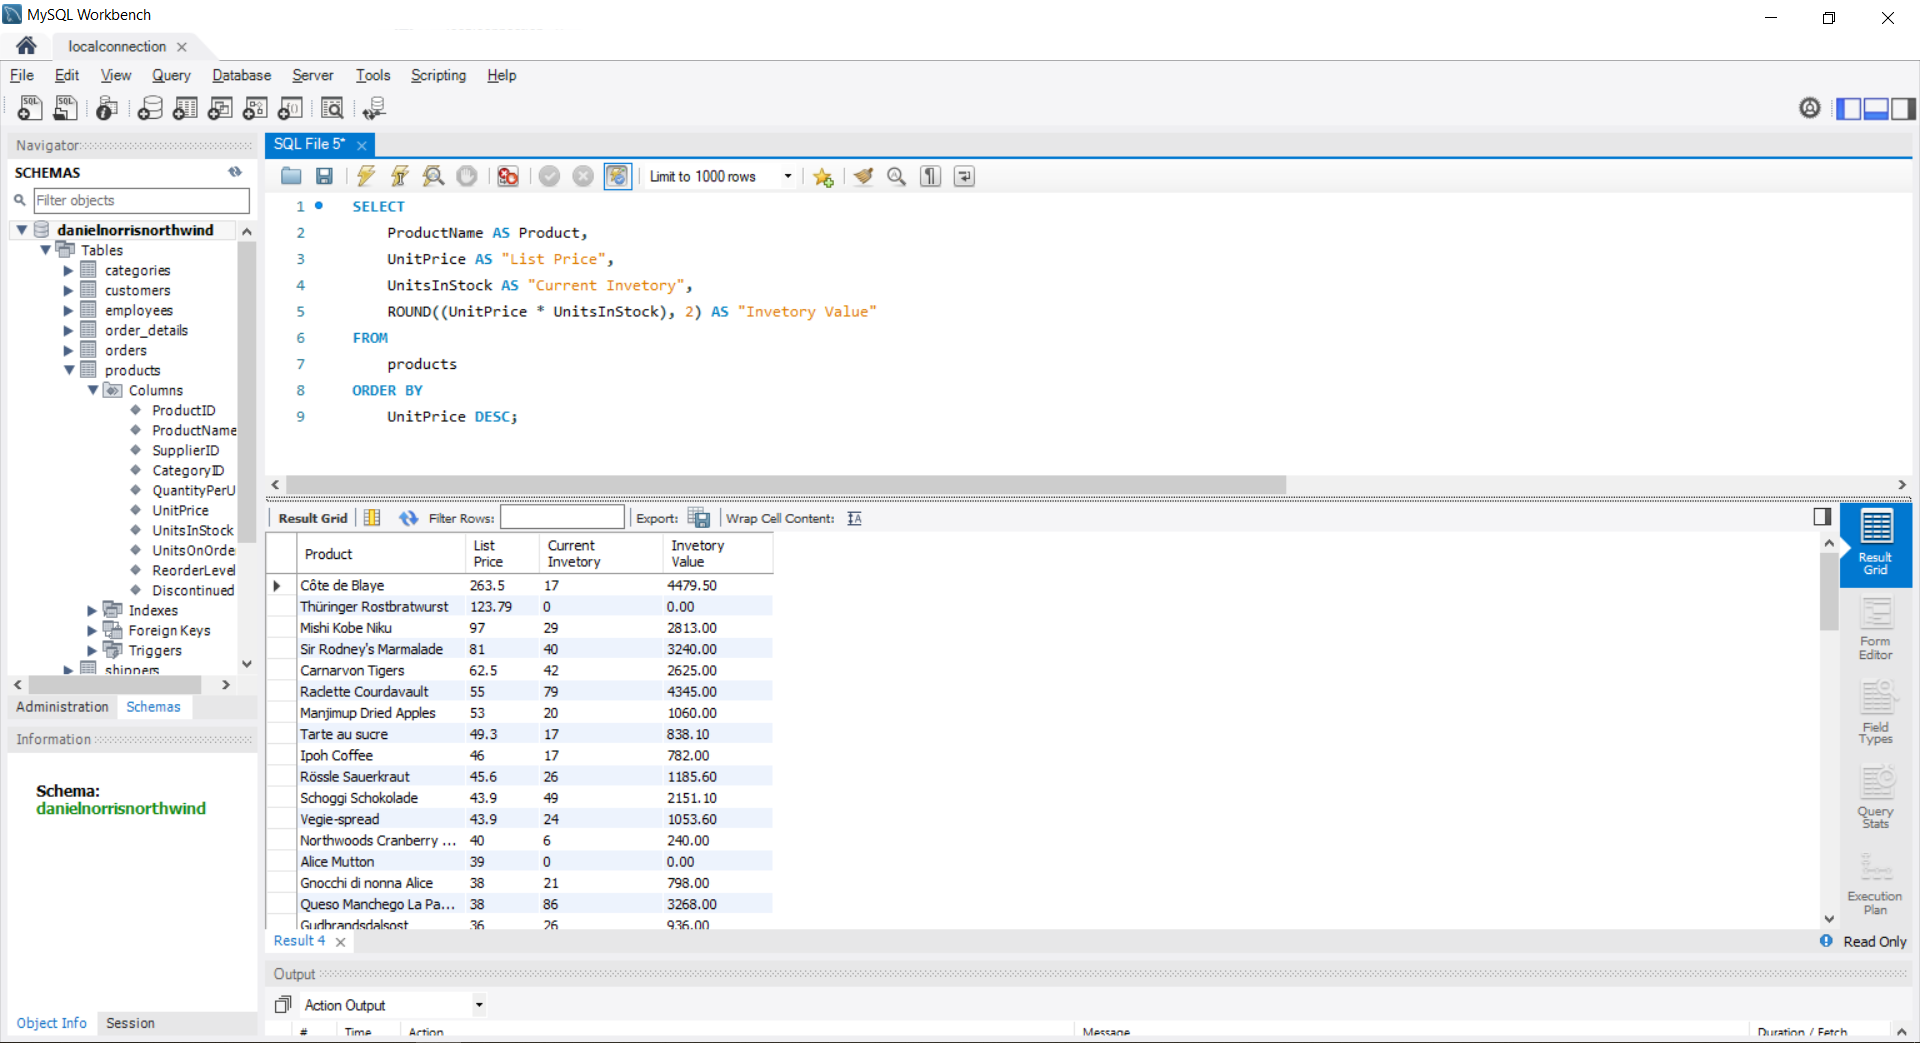 MySQL Workbench
localconnection
File Edit View Query Database Server Tools Scripting Help
Navigator
SCHEMAS
Filter objects
danielnorrisnorthwind
Tables
categories
customers
employees
order_details
orders
products
Columns
ProductID
ProductName
SupplierID
CategoryID
QuantityPerU
UnitPrice
UnitsInStock
UnitsOnOrde
ReorderLevel
Discontinued
Indexes
Foreign Keys
Triggers
shippers
Administration Schemas
Information
Schema:
danielnorrisnorthwind
Object Info Session
SQL File 5*
Limit to 1000 rows
1 SELECT
2 ProductName AS Product,
3 UnitPrice AS "List Price",
4 UnitsInStock AS "Current Invetory",
5 ROUND((UnitPrice * UnitsInStock), 2) AS "Invetory Value"
6 FROM
7 products
8 ORDER BY
9 UnitPrice DESC;
Result Grid Filter Rows: Export: Wrap Cell Content:
Product List Price Current Invetory Invetory Value
Côte de Blaye 263.5 17 4479.50
Thüringer Rostbratwurst 123.79 0 0.00
Mishi Kobe Niku 97 29 2813.00
Sir Rodney's Marmalade 81 40 3240.00
Carnarvon Tigers 62.5 42 2625.00
Raclette Courdavault 55 79 4345.00
Manjimup Dried Apples 53 20 1060.00
Tarte au sucre 49.3 17 838.10
Ipoh Coffee 46 17 782.00
Rössle Sauerkraut 45.6 26 1185.60
Schoggi Schokolade 43.9 49 2151.10
Vegie-spread 43.9 24 1053.60
Northwoods Cranberry ... 40 6 240.00
Alice Mutton 39 0 0.00
Gnocchi di nonna Alice 38 21 798.00
Queso Manchego La Pa... 38 86 3268.00
Gudbrandsdalsost 36 26 936.00
Result Grid
Form Editor
Field Types
Query Stats
Execution Plan
Result 4
Read Only
Output
Action Output
# Time Action Message Duration / Fetch